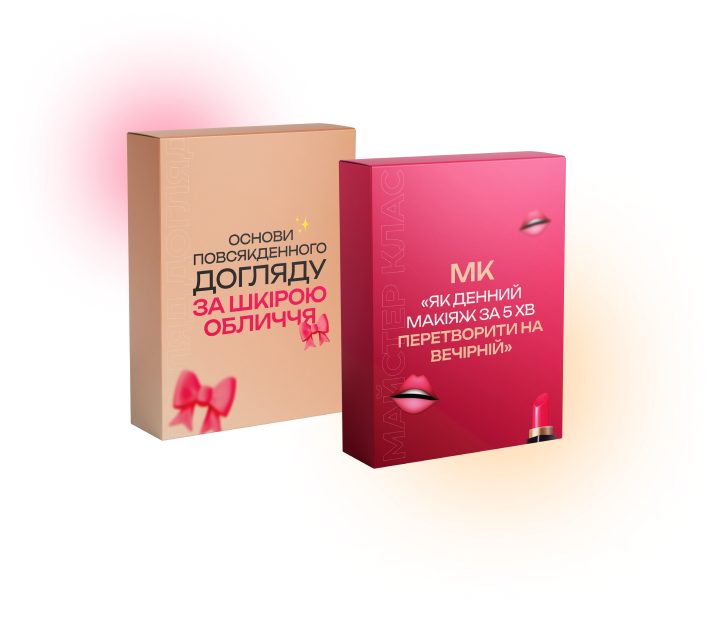 ОСНОВИ
ПОВСЯКДЕННОГО
ДОГЛЯДУ
ЗА ШКІРОЮ
ОБЛИЧЧЯ
МАЙСТЕР КЛАС
МК
«ЯК ДЕННИЙ
МАКІЯЖ ЗА 5 ХВ
ПЕРЕТВОРИТИ НА
ВЕЧІРНІЙ»